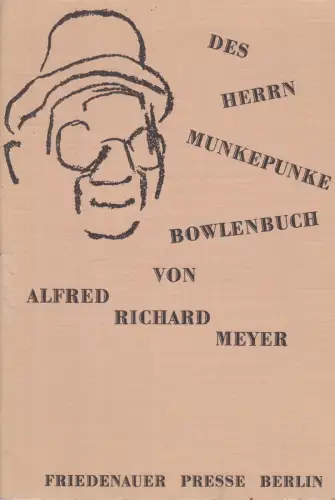 DES
HERRN
MUNKEPUNKE
BOWLENBUCH
VON
ALFRED
RICHARD
MEYER
FRIEDENAUER PRESSE BERLIN